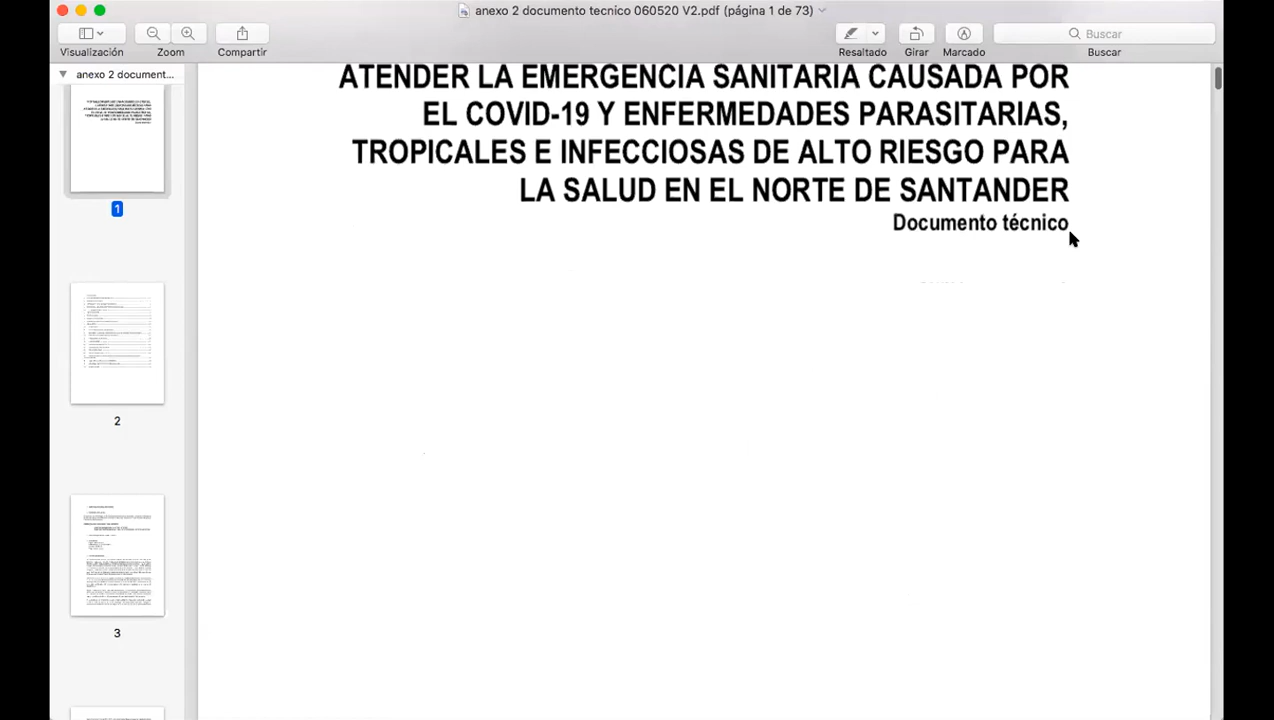 anexo 2 documento tecnico 060520 V2.pdf (página 1 de 73)
Visualización
Zoom
Compartir
Resaltado
Girar
Marcado
Buscar
Buscar
anexo 2 document...
1
2
3
ATENDER LA EMERGENCIA SANITARIA CAUSADA POR
EL COVID-19 Y ENFERMEDADES PARASITARIAS,
TROPICALES E INFECCIOSAS DE ALTO RIESGO PARA
LA SALUD EN EL NORTE DE SANTANDER
Documento técnico